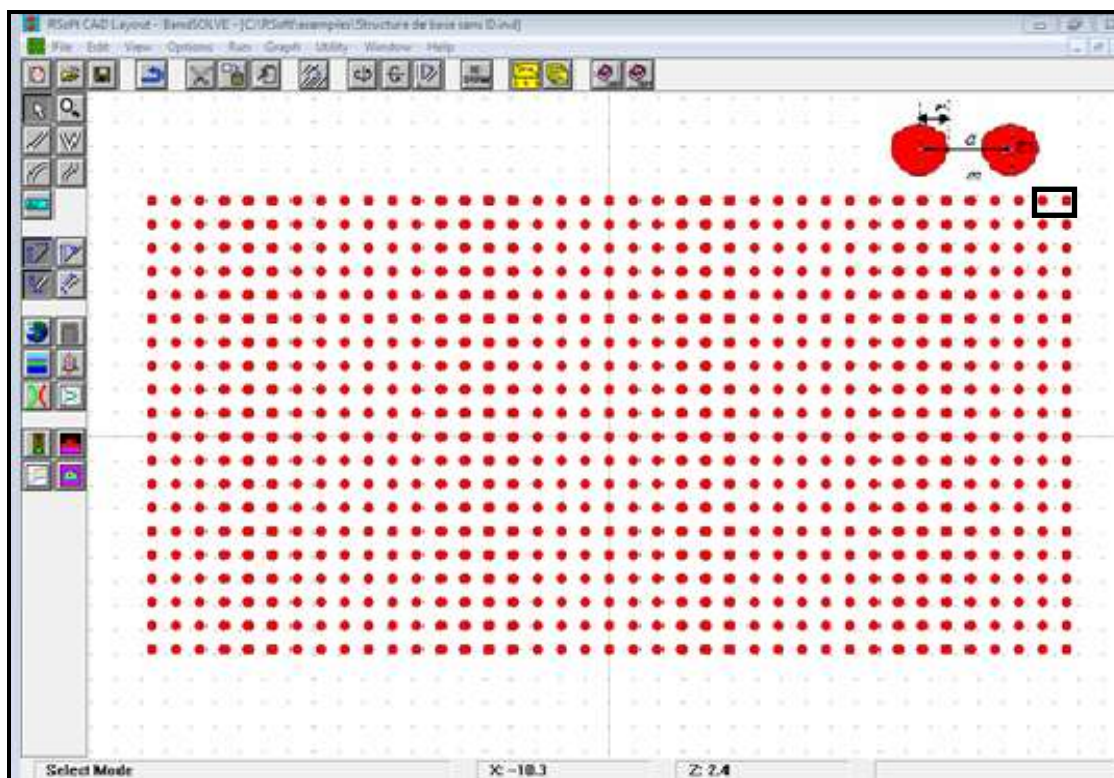 RSoft CAD Layout - BandSOLVE - [C:\RSoft\examples\Structure de base sans D.ind]
File Edit View Options Run Graph Utility Window Help
a
Select Mode X: -10.3 Z: 2.4